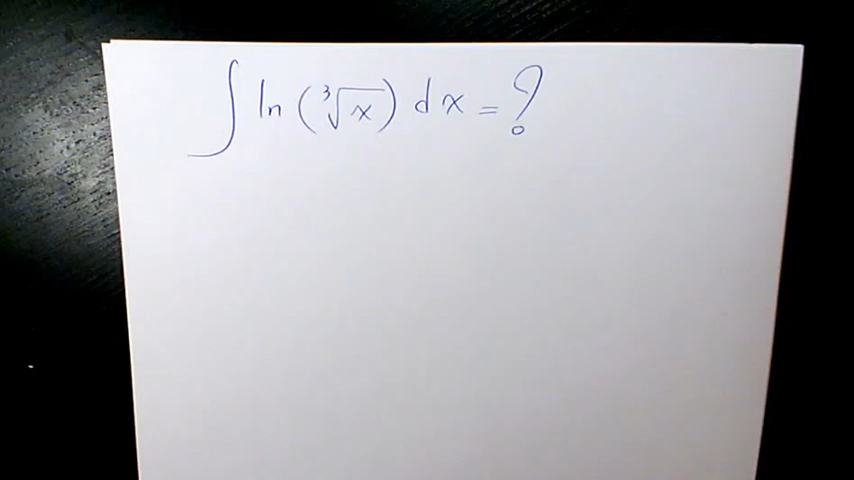 ∫ ln (∛x) dx = ?